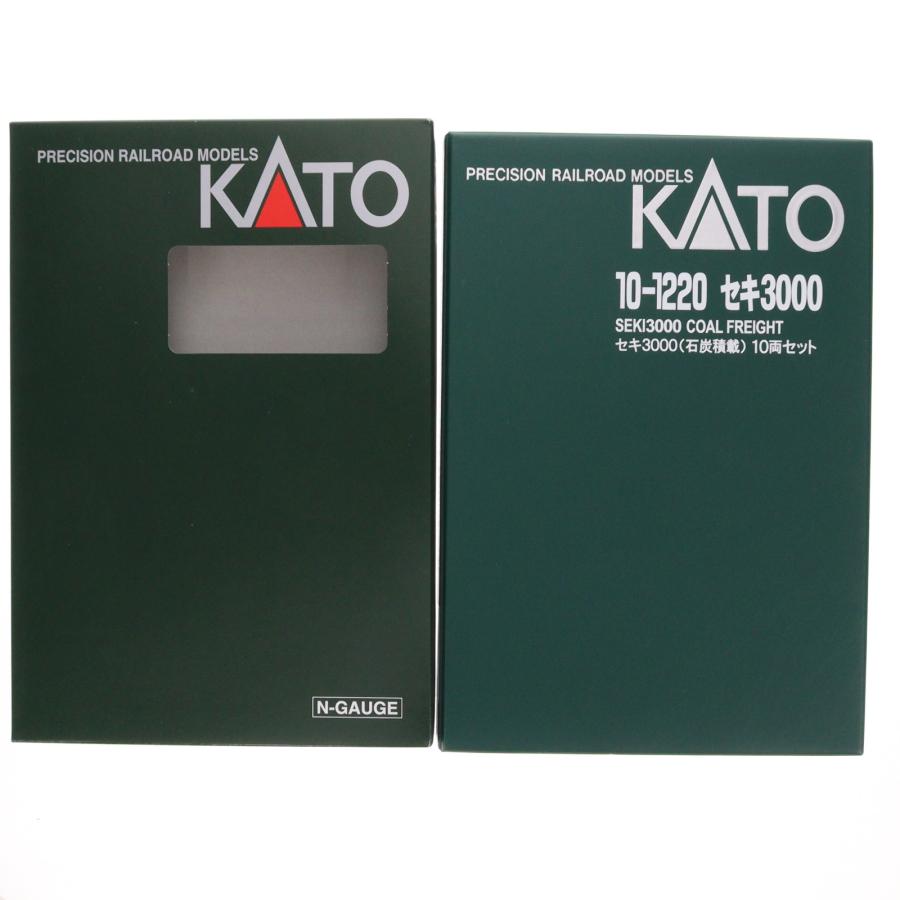 PRECISION RAILROAD MODELS
KATO
N-GAUGE
PRECISION RAILROAD MODELS
KATO
10-1220 セキ3000
SEKI3000 COAL FREIGHT
セキ3000(石炭積載) 10両セット